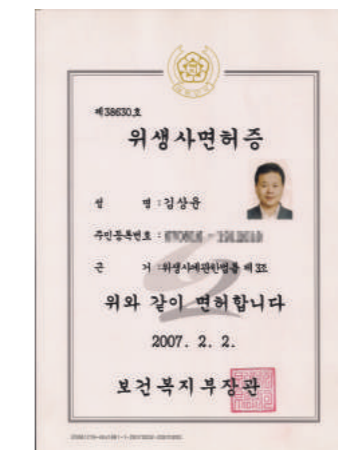 제38630호
위생사면허증
성 명 : 김상윤
주민등록번호 :
근 거 : 위생사에관한법률 제3조
위와 같이 면허합니다
2007. 2. 2.
보건복지부장관